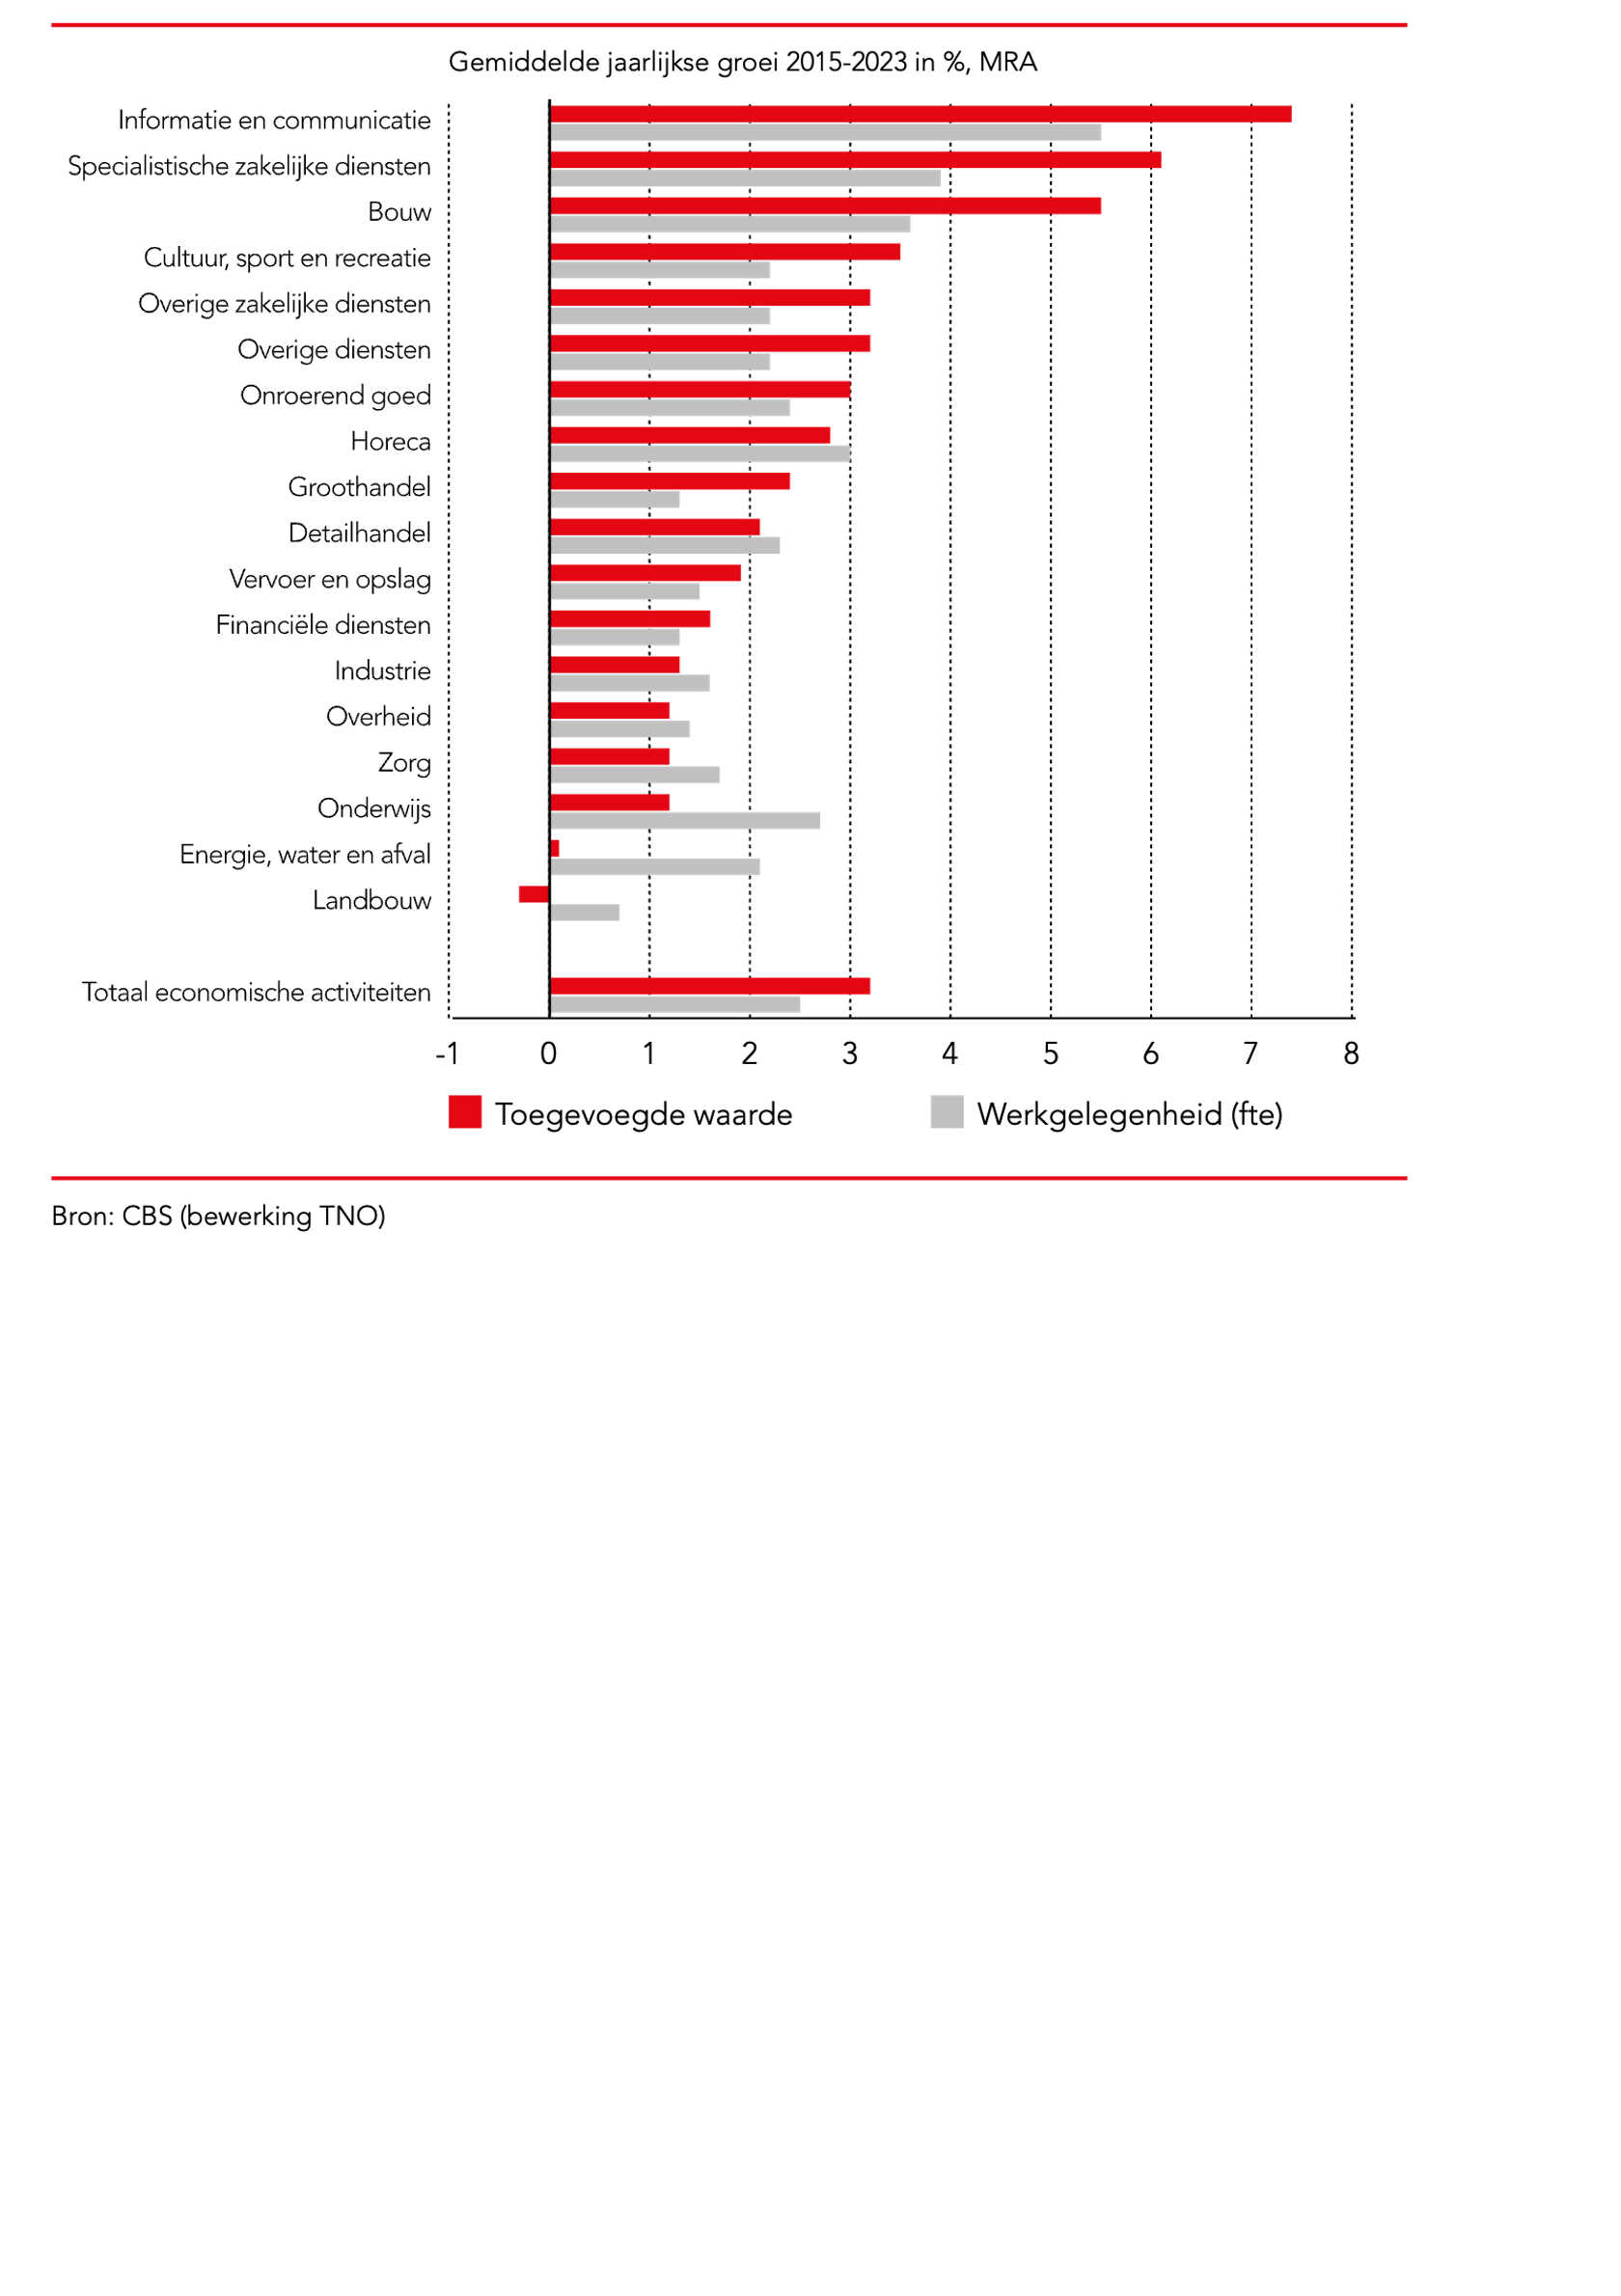 Gemiddelde jaarlijkse groei 2015-2023 in %, MRA
Informatie en communicatie
Specialistische zakelijke diensten
Bouw
Cultuur, sport en recreatie
Overige zakelijke diensten
Overige diensten
Onroerend goed
Horeca
Groothandel
Detailhandel
Vervoer en opslag
Financiële diensten
Industrie
Overheid
Zorg
Onderwijs
Energie, water en afval
Landbouw
Totaal economische activiteiten
-1 0 1 2 3 4 5 6 7 8
Toegevoegde waarde Werkgelegenheid (fte)
Bron: CBS (bewerking TNO)